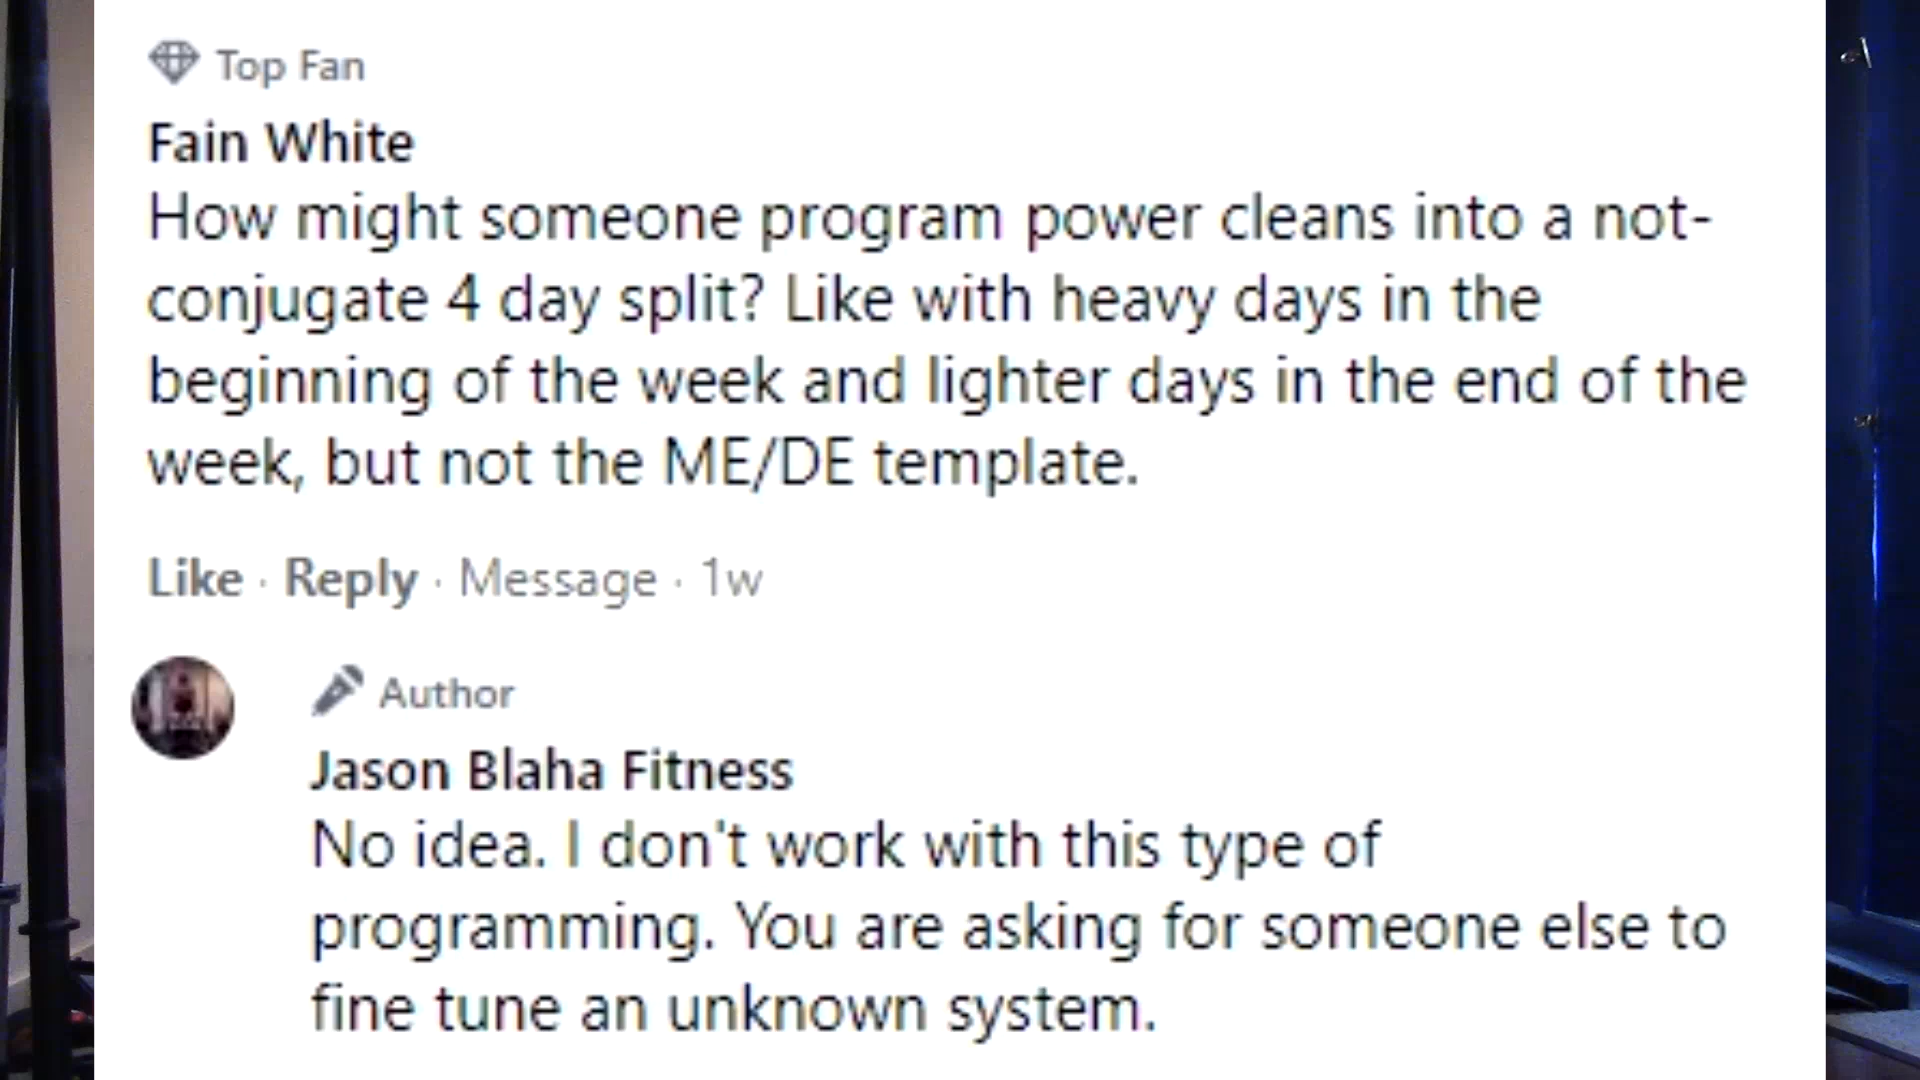 Top Fan
Fain White
How might someone program power cleans into a not-
conjugate 4 day split? Like with heavy days in the
beginning of the week and lighter days in the end of the
week, but not the ME/DE template.
Like · Reply · Message · 1w
Author
Jason Blaha Fitness
No idea. I don't work with this type of
programming. You are asking for someone else to
fine tune an unknown system.